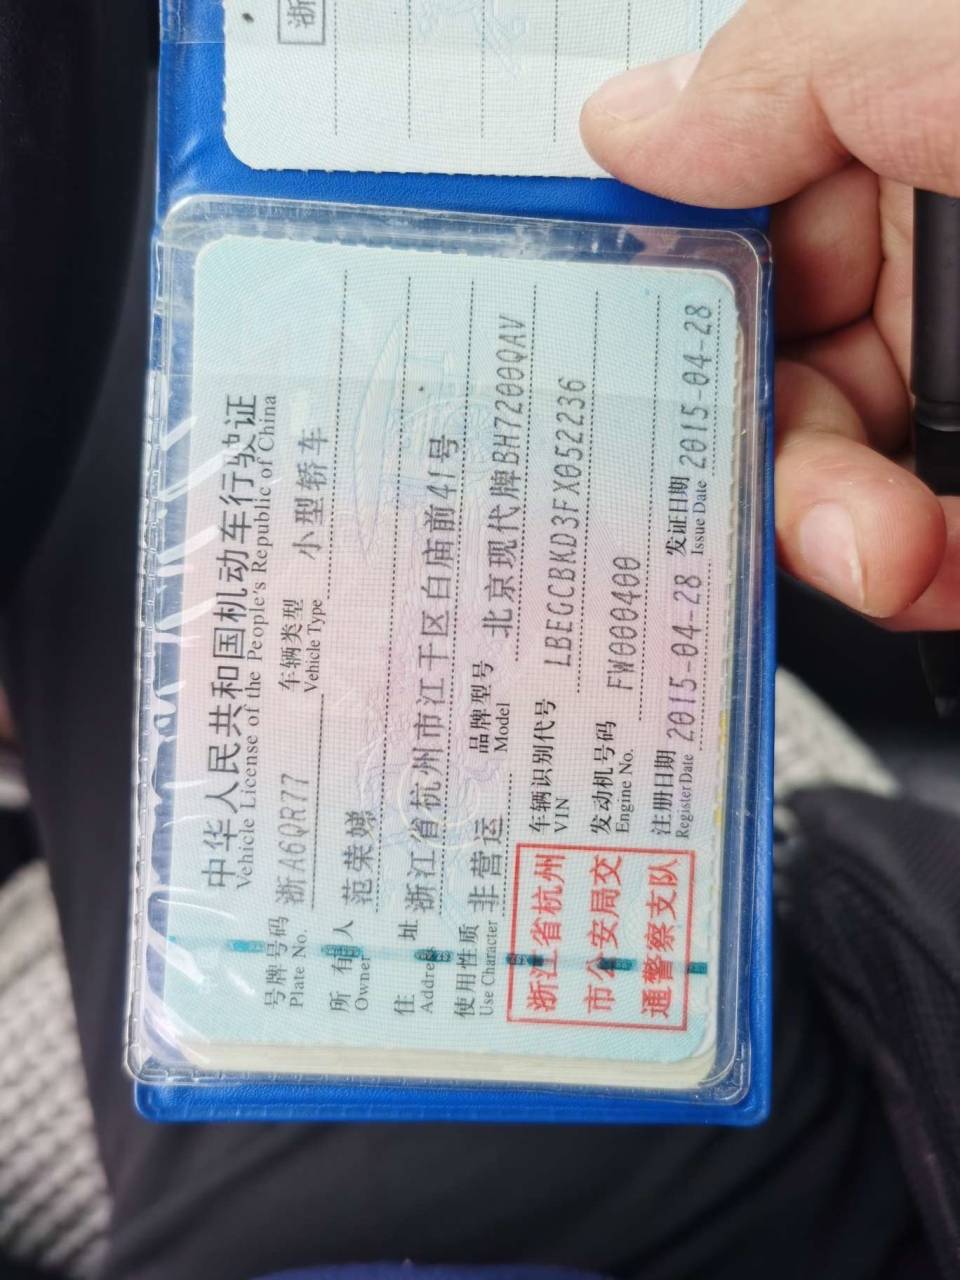 浙
中华人民共和国机动车行驶证
Vehicle License of the People's Republic of China
号牌号码 浙A6QR77 车辆类型 小型轿车
Plate No. Vehicle Type
所有人 范荣娣
Owner
住 址 浙江省杭州市江干区白庙前41号
Address
使用性质 非营运 品牌型号 北京现代牌BH7200QAV
Use Character Model
浙江省杭州
市公安局交
通警察支队
车辆识别代号 LBEGCBKD3FX052236
VIN
发动机号码 FW000400
Engine No.
注册日期 2015-04-28 发证日期 2015-04-28
RegisterDate Issue Date